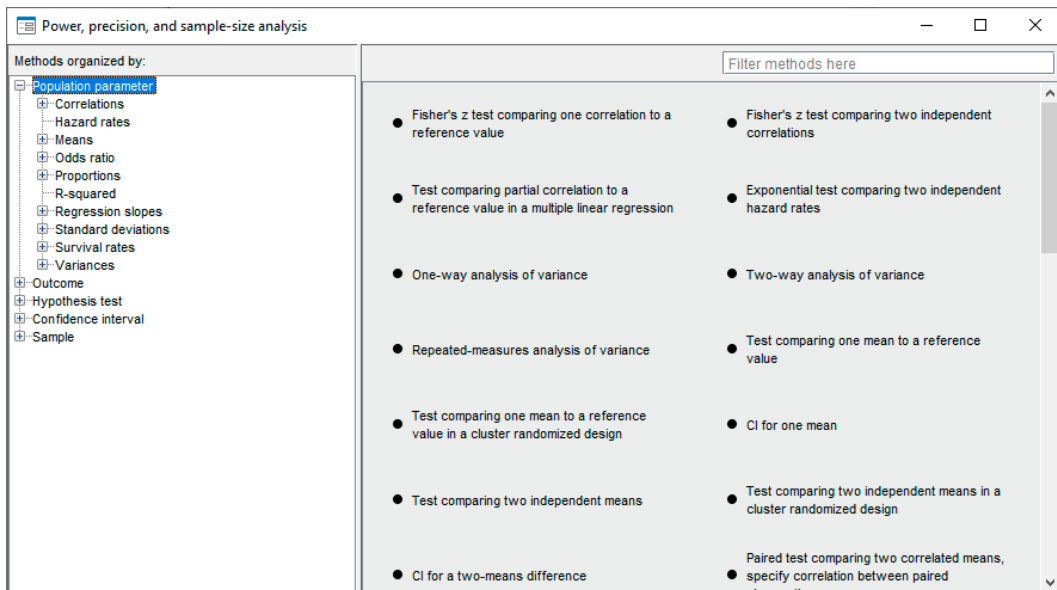 Power, precision, and sample-size analysis
Methods organized by:
Population parameter
Correlations
Hazard rates
Means
Odds ratio
Proportions
R-squared
Regression slopes
Standard deviations
Survival rates
Variances
Outcome
Hypothesis test
Confidence interval
Sample
Filter methods here
Fisher's z test comparing one correlation to a
reference value
Fisher's z test comparing two independent
correlations
Test comparing partial correlation to a
reference value in a multiple linear regression
Exponential test comparing two independent
hazard rates
One-way analysis of variance
Two-way analysis of variance
Repeated-measures analysis of variance
Test comparing one mean to a reference
value
Test comparing one mean to a reference
value in a cluster randomized design
CI for one mean
Test comparing two independent means
Test comparing two independent means in a
cluster randomized design
CI for a two-means difference
Paired test comparing two correlated means,
specify correlation between paired